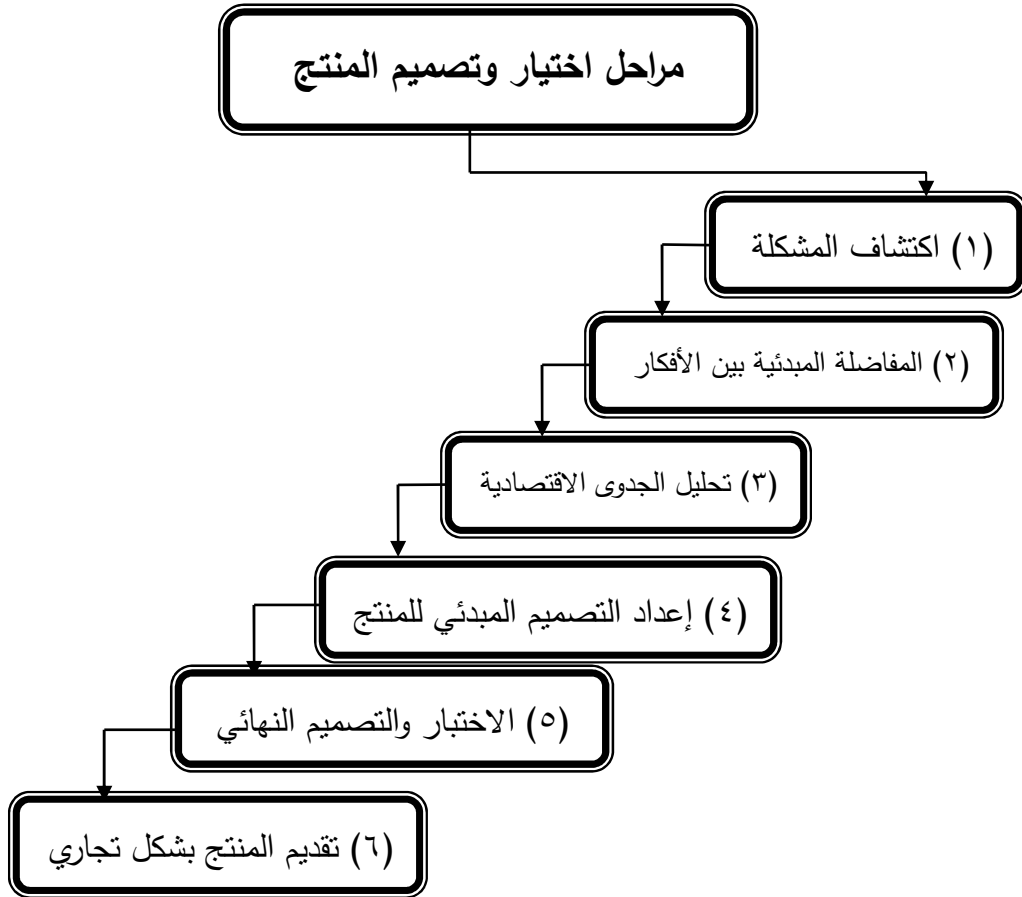 مراحل اختيار وتصميم المنتج
(١) اكتشاف المشكلة
(٢) المفاضلة المبدئية بين الأفكار
(٣) تحليل الجدوى الاقتصادية
(٤) إعداد التصميم المبدئي للمنتج
(٥) الاختبار والتصميم النهائي
(٦) تقديم المنتج بشكل تجاري